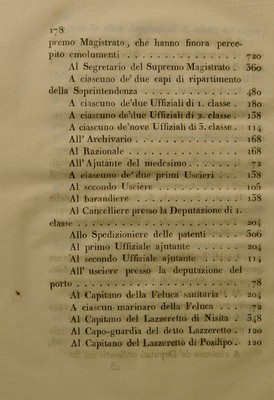 178
premo Magistrato, che hanno finora perce-
pito emolumenti . . . . . . . . . . 720
Al Segretario del Supremo Magistrato . 360
A ciascuno de' due capi di ripartimento
della Soprintendenza . . . . . . . . 480
A ciascuno de'due Uffiziali di 1. classe . 180
A ciascuno de'due Uffiziali di 2. classe . 138
A ciascuno de'nove Uffiziali di 3. classe . 114
All' Archivario . . . . . . . . . . 168
Al Razionale . . . . . . . . . . . 168
All'Ajutante del medesimo . . . . . . 72
A ciascuno de' due primi Uscieri . . . 138
Al secondo Usciere . . . . . . . . 105
Al barandiere . . . . . . . . . . 138
Al Cancelliere presso la Deputazione di 1.
classe . . . . . . . . . . . . . 204
Allo Spedizioniere delle patenti . . . . 306
Al primo Uffiziale ajutante . . . . . 204
Al secondo Uffiziale ajutante . . . . . 114
All' usciere presso la deputazione del
porto . . . . . . . . . . . . . . 78
Al Capitano della Feluca sanitaria . . . 204
A ciascun marinaro della Feluca . . . 72
Al Capitano del Lazzeretto di Nisita . 348
Al Capo-guardia del detto Lazzeretto . 120
Al Capitano del Lazzeretto di Posilipo . 120